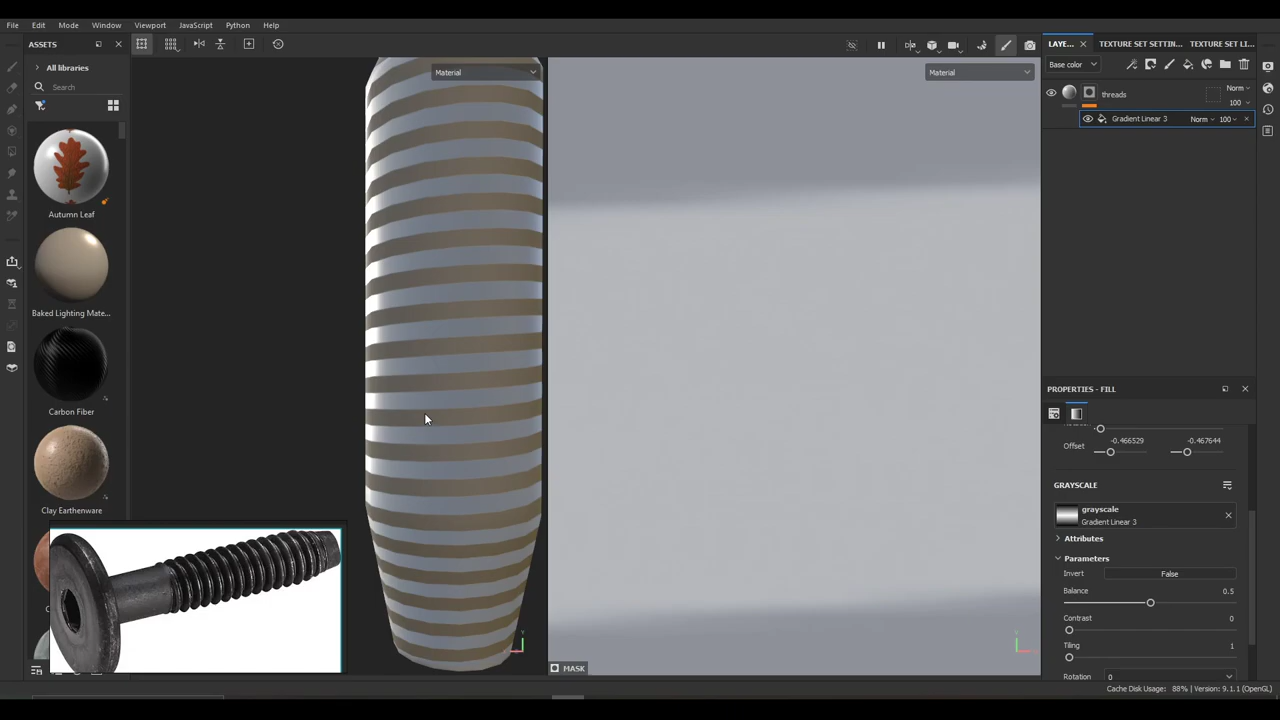 File Edit Mode Window Viewport JavaScript Python Help
ASSETS
All libraries
Search
Autumn Leaf
Baked Lighting Mate...
Carbon Fiber
Clay Earthenware
Material
Material
MASK
LAYE... TEXTURE SET SETTIN... TEXTURE SET LI...
Base color
threads
Norm
100
Gradient Linear 3 Norm 100
PROPERTIES - FILL
Offset -0.466529 -0.467644
GRAYSCALE
grayscale
Gradient Linear 3
Attributes
Parameters
Invert False
Balance 0.5
Contrast 0
Tiling 1
Rotation 0
Cache Disk Usage: 88% | Version: 9.1.1 (OpenGL)